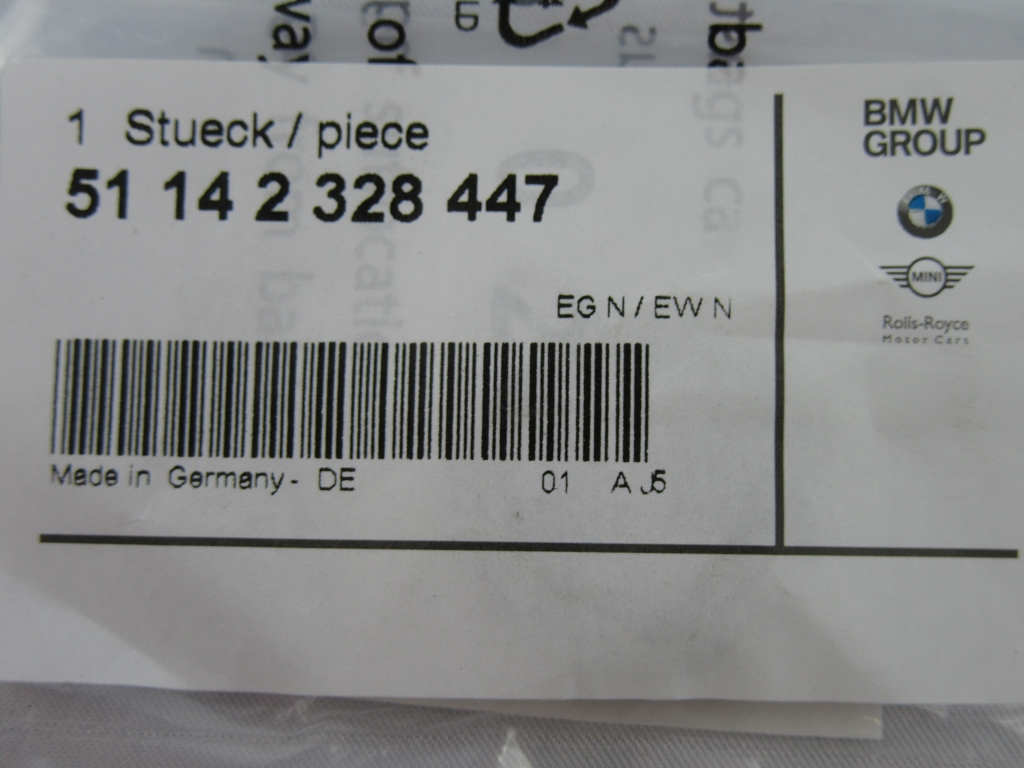 1 Stueck / piece
51 14 2 328 447
EG N / EW N
Made in Germany - DE 01 A J5
BMW
GROUP
MINI
Rolls-Royce
Motor Cars